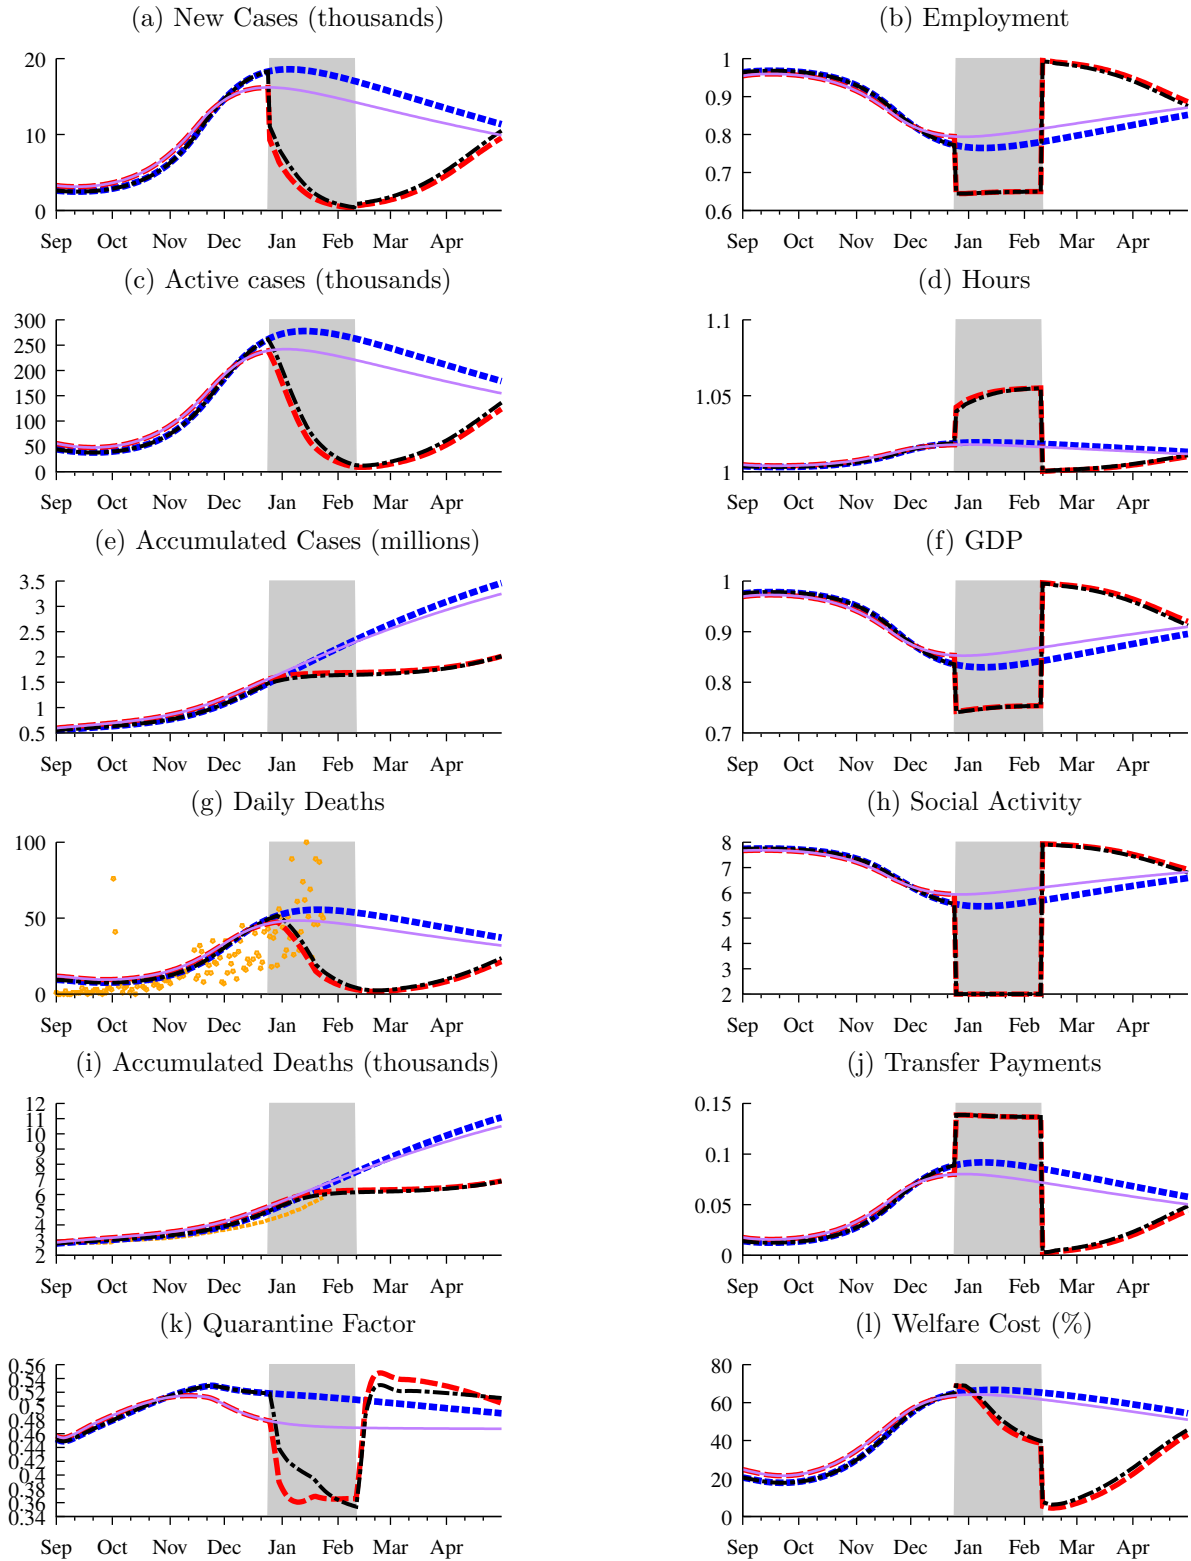 (a) New Cases (thousands)
20
10
0
Sep Oct Nov Dec Jan Feb Mar Apr
(b) Employment
1
0.9
0.8
0.7
0.6
Sep Oct Nov Dec Jan Feb Mar Apr
(c) Active cases (thousands)
300
250
200
150
100
50
0
Sep Oct Nov Dec Jan Feb Mar Apr
(d) Hours
1.1
1.05
1
Sep Oct Nov Dec Jan Feb Mar Apr
(e) Accumulated Cases (millions)
3.5
3
2.5
2
1.5
1
0.5
Sep Oct Nov Dec Jan Feb Mar Apr
(f) GDP
1
0.9
0.8
0.7
Sep Oct Nov Dec Jan Feb Mar Apr
(g) Daily Deaths
100
50
0
Sep Oct Nov Dec Jan Feb Mar Apr
(h) Social Activity
8
7
6
5
4
3
2
Sep Oct Nov Dec Jan Feb Mar Apr
(i) Accumulated Deaths (thousands)
12
11
10
9
8
7
6
5
4
3
2
Sep Oct Nov Dec Jan Feb Mar Apr
(j) Transfer Payments
0.15
0.1
0.05
0
Sep Oct Nov Dec Jan Feb Mar Apr
(k) Quarantine Factor
0.56
0.54
0.52
0.5
0.48
0.46
0.44
0.42
0.4
0.38
0.36
0.34
Sep Oct Nov Dec Jan Feb Mar Apr
(l) Welfare Cost (%)
80
60
40
20
0
Sep Oct Nov Dec Jan Feb Mar Apr